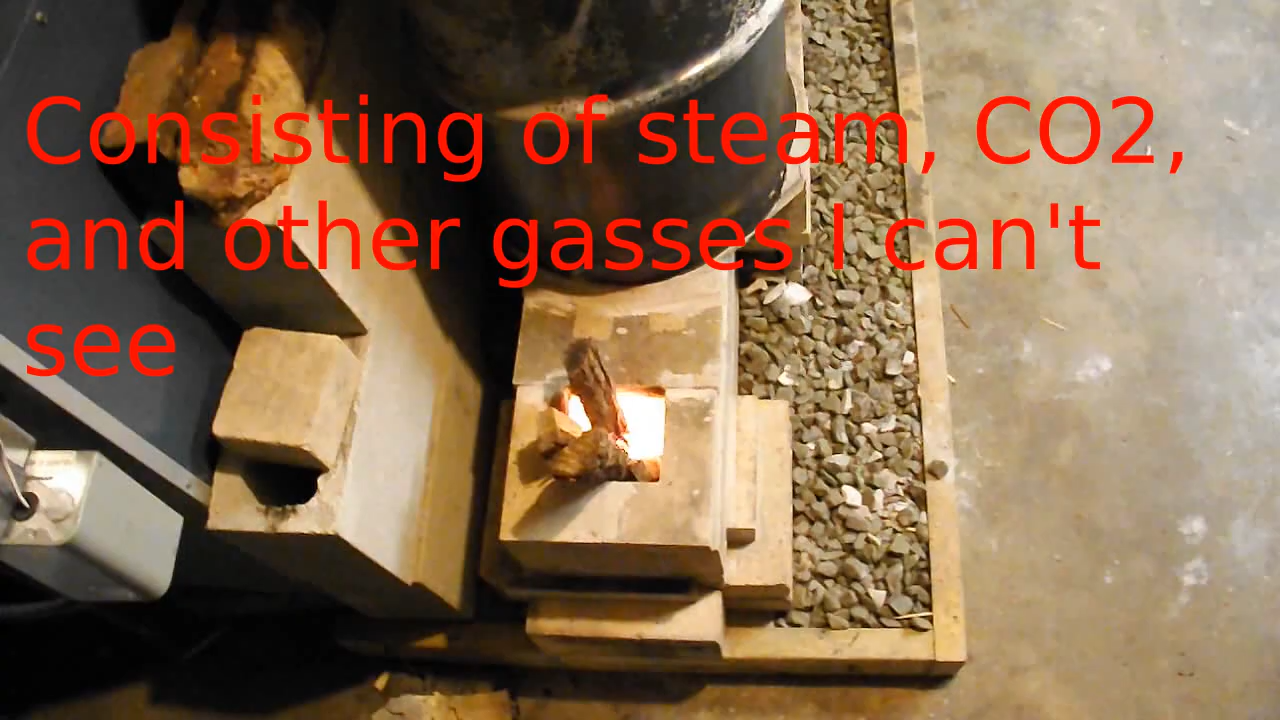 Consisting of steam, CO2,
and other gasses I can't
see